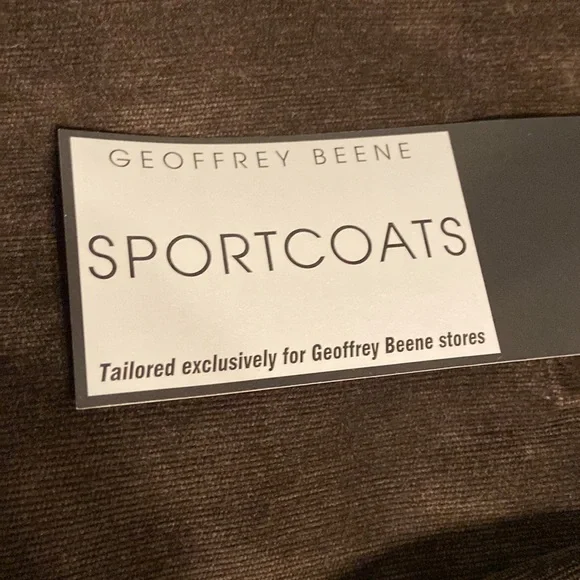 GEOFFREY BEENE
SPORTCOATS
Tailored exclusively for Geoffrey Beene stores